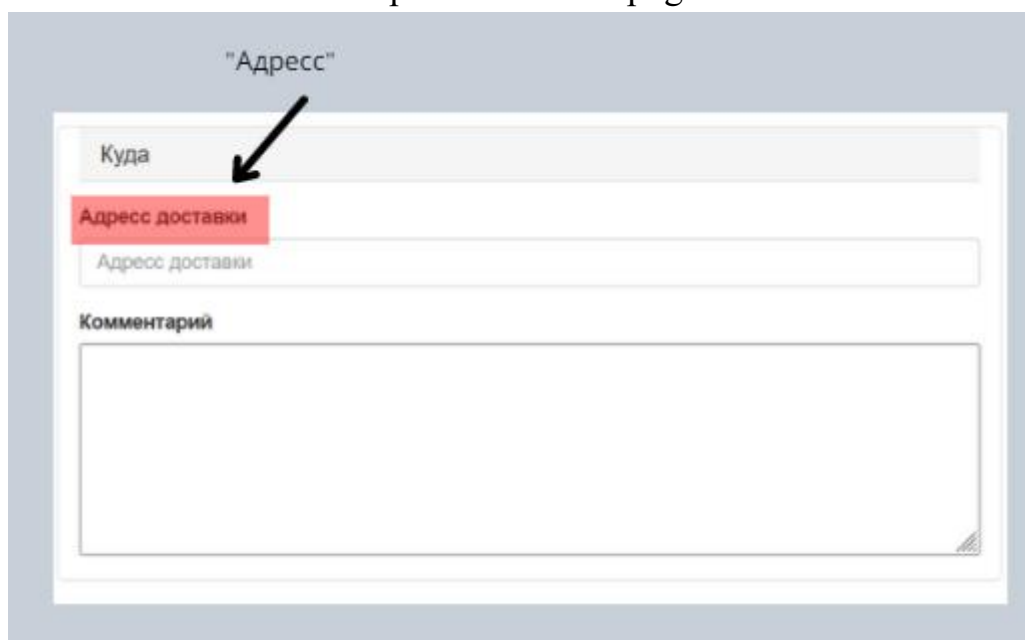 "Адресс"
Куда
Адресс доставки
Адресс доставки
Комментарий